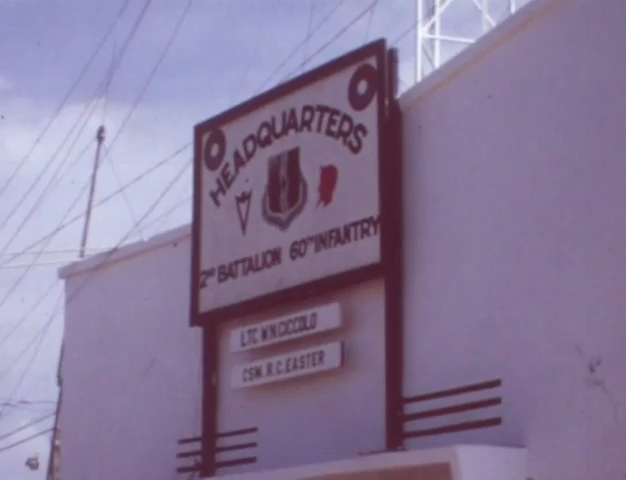 HEADQUARTERS
2ND BATTALION 60TH INFANTRY
LTC W.N.CICCOLO
CSM. R.C.EASTER